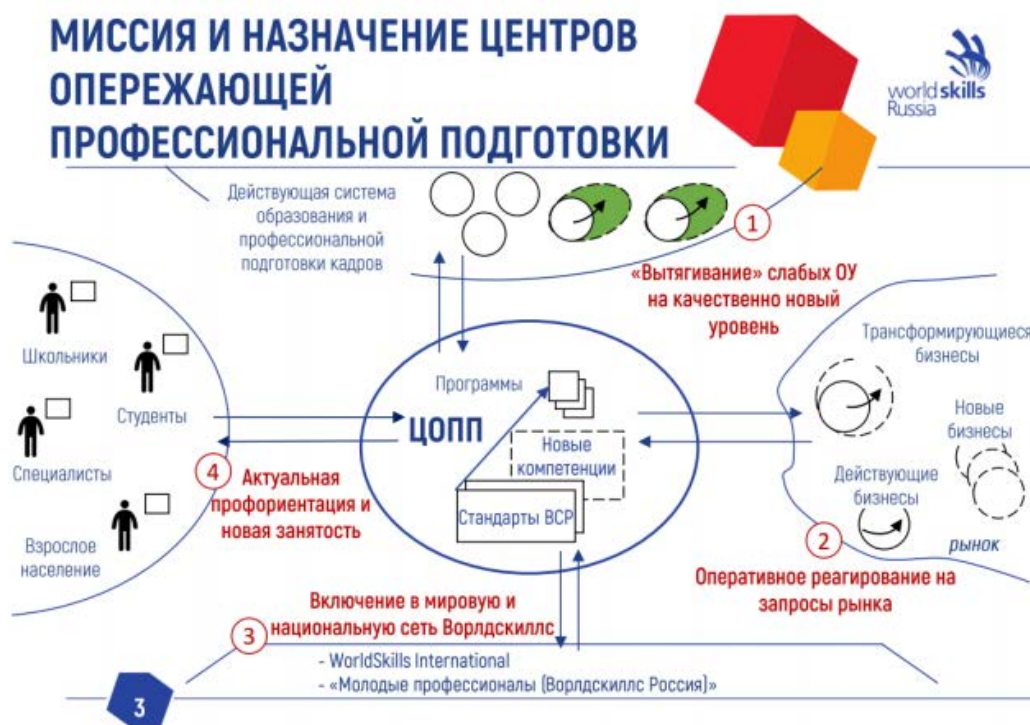 МИССИЯ И НАЗНАЧЕНИЕ ЦЕНТРОВ
ОПЕРЕЖАЮЩЕЙ
ПРОФЕССИОНАЛЬНОЙ ПОДГОТОВКИ
world skills
Russia
Действующая система
образования и
профессиональной
подготовки кадров
1
«Вытягивание» слабых ОУ
на качественно новый
уровень
Школьники
Студенты
Специалисты
Взрослое
население
4
Актуальная
профориентация и
новая занятость
ЦОПП
Программы
Новые
компетенции
Стандарты ВСР
Трансформирующиеся
бизнесы
Новые
бизнесы
Действующие
бизнесы
рынок
2
Оперативное реагирование на
запросы рынка
3
Включение в мировую и
национальную сеть Ворлдскиллс
- WorldSkills International
- «Молодые профессионалы (Ворлдскиллс Россия)»
3